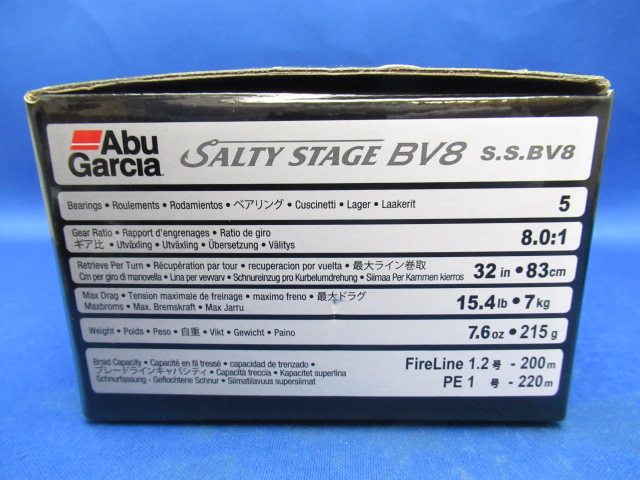 Abu
Garcia
SALTY STAGE BV8 S.S.BV8
Bearings • Roulements • Rodamientos • ベアリング • Cuscinetti • Lager • Laakerit 5
Gear Ratio • Rapport d'engrenages • Ratio de giro
ギア比 • Utväxling • Utväxling • Übersetzung • Välitys 8.0:1
Retrieve Per Turn • Récupération par tour • recuperacion por vuelta • 最大ライン巻取
Cm per giro di manovella • Lina per vevvarv • Schnureinzug pro Kurbelumdrehung • Siimaa Per Kammen kierros 32 in • 83cm
Max Drag • Tension maximale de freinage • maximo freno • 最大ドラグ
Maxbroms • Max. Bremskraft • Max Jarru 15.4 lb • 7 kg
Weight • Poids • Peso • 自重 • Vikt • Gewicht • Paino 7.6 oz • 215 g
Braid Capacity • Capacité en fil tressé • capacidad de trenzado •
ブレードラインキャパシティ • Capacità treccia • Kapacitet superlina
Schnurfassung - Geflochtene Schnur • Siimatilavuus supersiimat
FireLine 1.2号 - 200m
PE 1 号 - 220m